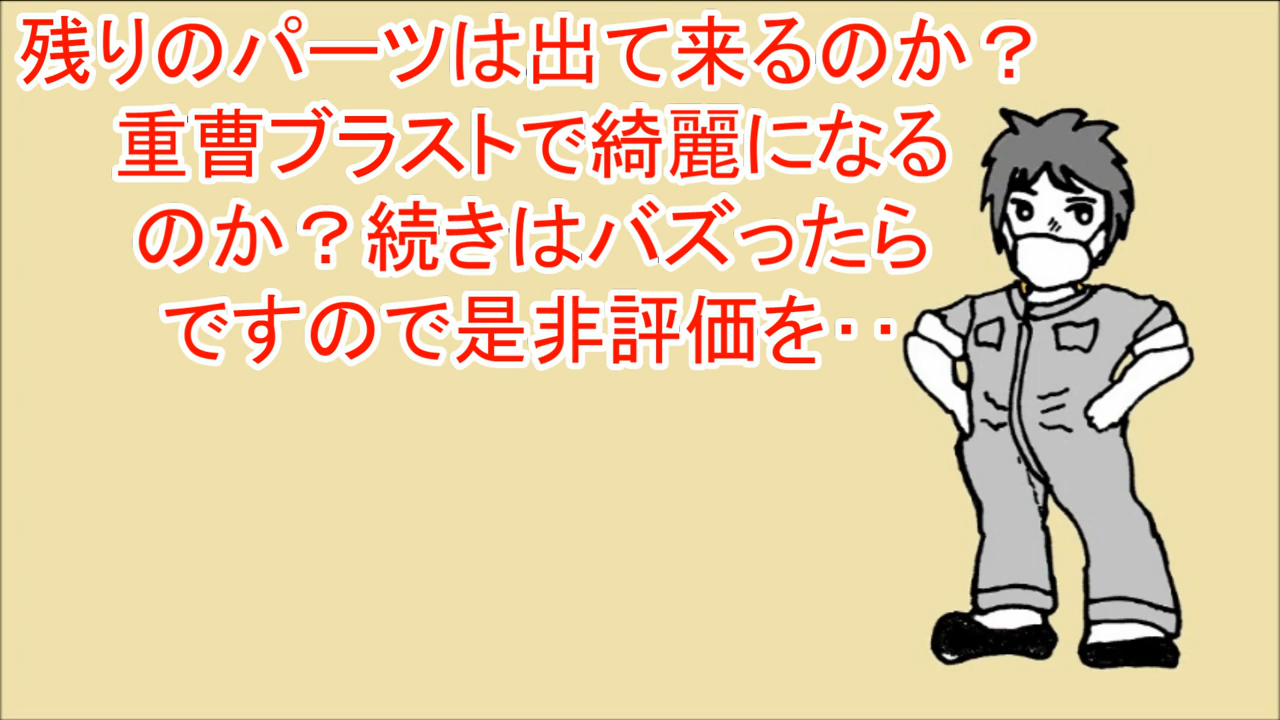 残りのパーツは出て来るのか？
重曹ブラストで綺麗になる
のか？続きはバズったら
ですので是非評価を‥